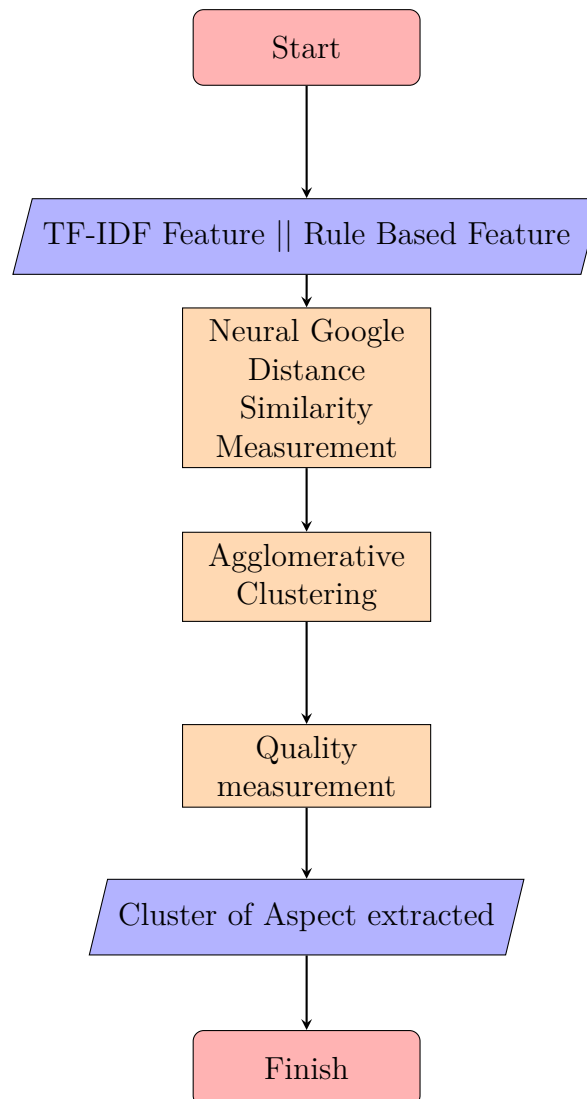 Start
TF-IDF Feature || Rule Based Feature
Neural Google
Distance
Similarity
Measurement
Agglomerative
Clustering
Quality
measurement
Cluster of Aspect extracted
Finish